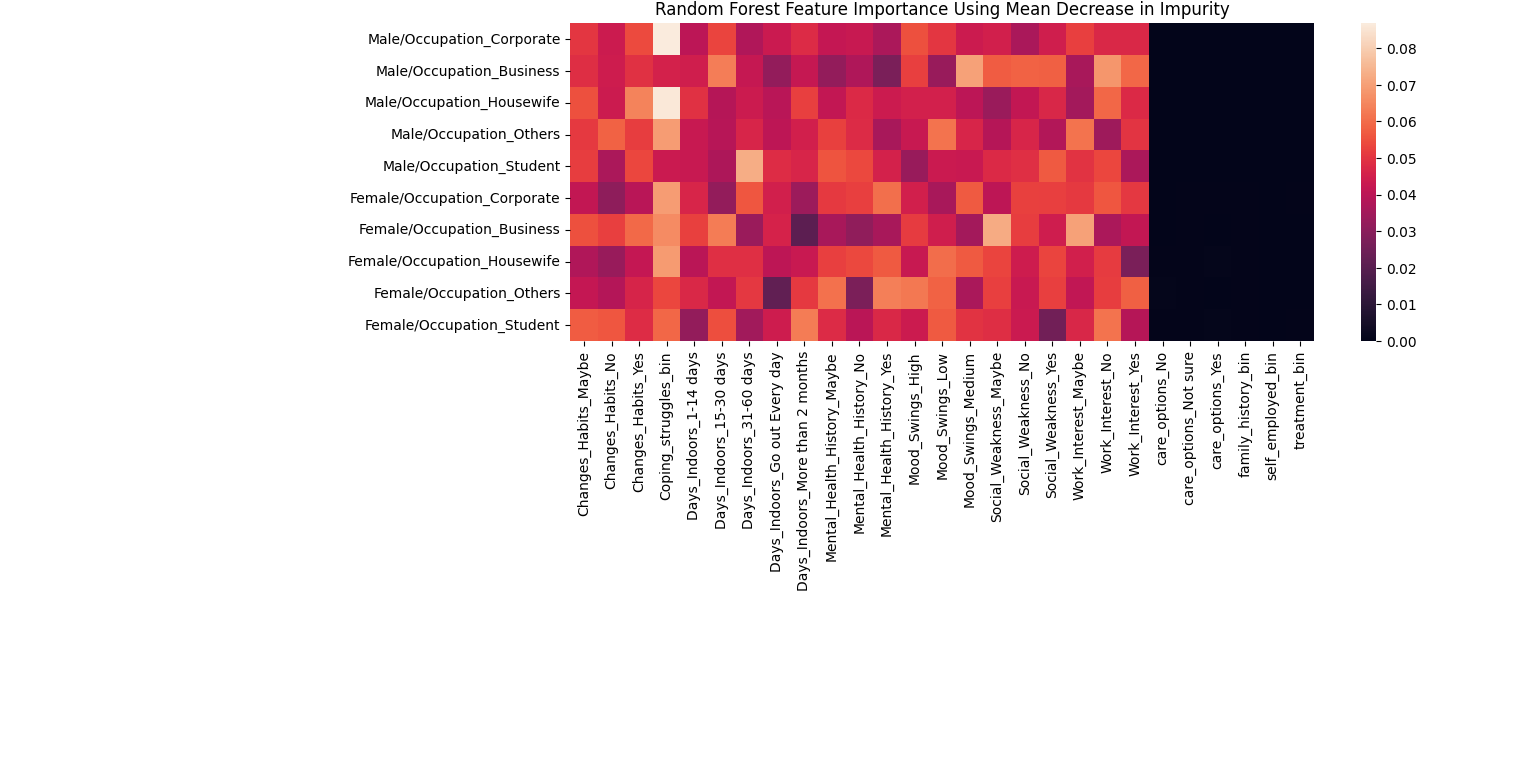 Random Forest Feature Importance Using Mean Decrease in Impurity
Male/Occupation_Corporate
Male/Occupation_Business
Male/Occupation_Housewife
Male/Occupation_Others
Male/Occupation_Student
Female/Occupation_Corporate
Female/Occupation_Business
Female/Occupation_Housewife
Female/Occupation_Others
Female/Occupation_Student
Changes_Habits_Maybe
Changes_Habits_No
Changes_Habits_Yes
Coping_struggles_bin
Days_Indoors_1-14 days
Days_Indoors_15-30 days
Days_Indoors_31-60 days
Days_Indoors_Go out Every day
Days_Indoors_More than 2 months
Mental_Health_History_Maybe
Mental_Health_History_No
Mental_Health_History_Yes
Mood_Swings_High
Mood_Swings_Low
Mood_Swings_Medium
Social_Weakness_Maybe
Social_Weakness_No
Social_Weakness_Yes
Work_Interest_Maybe
Work_Interest_No
Work_Interest_Yes
care_options_No
care_options_Not sure
care_options_Yes
family_history_bin
self_employed_bin
treatment_bin
0.08
0.07
0.06
0.05
0.04
0.03
0.02
0.01
0.00